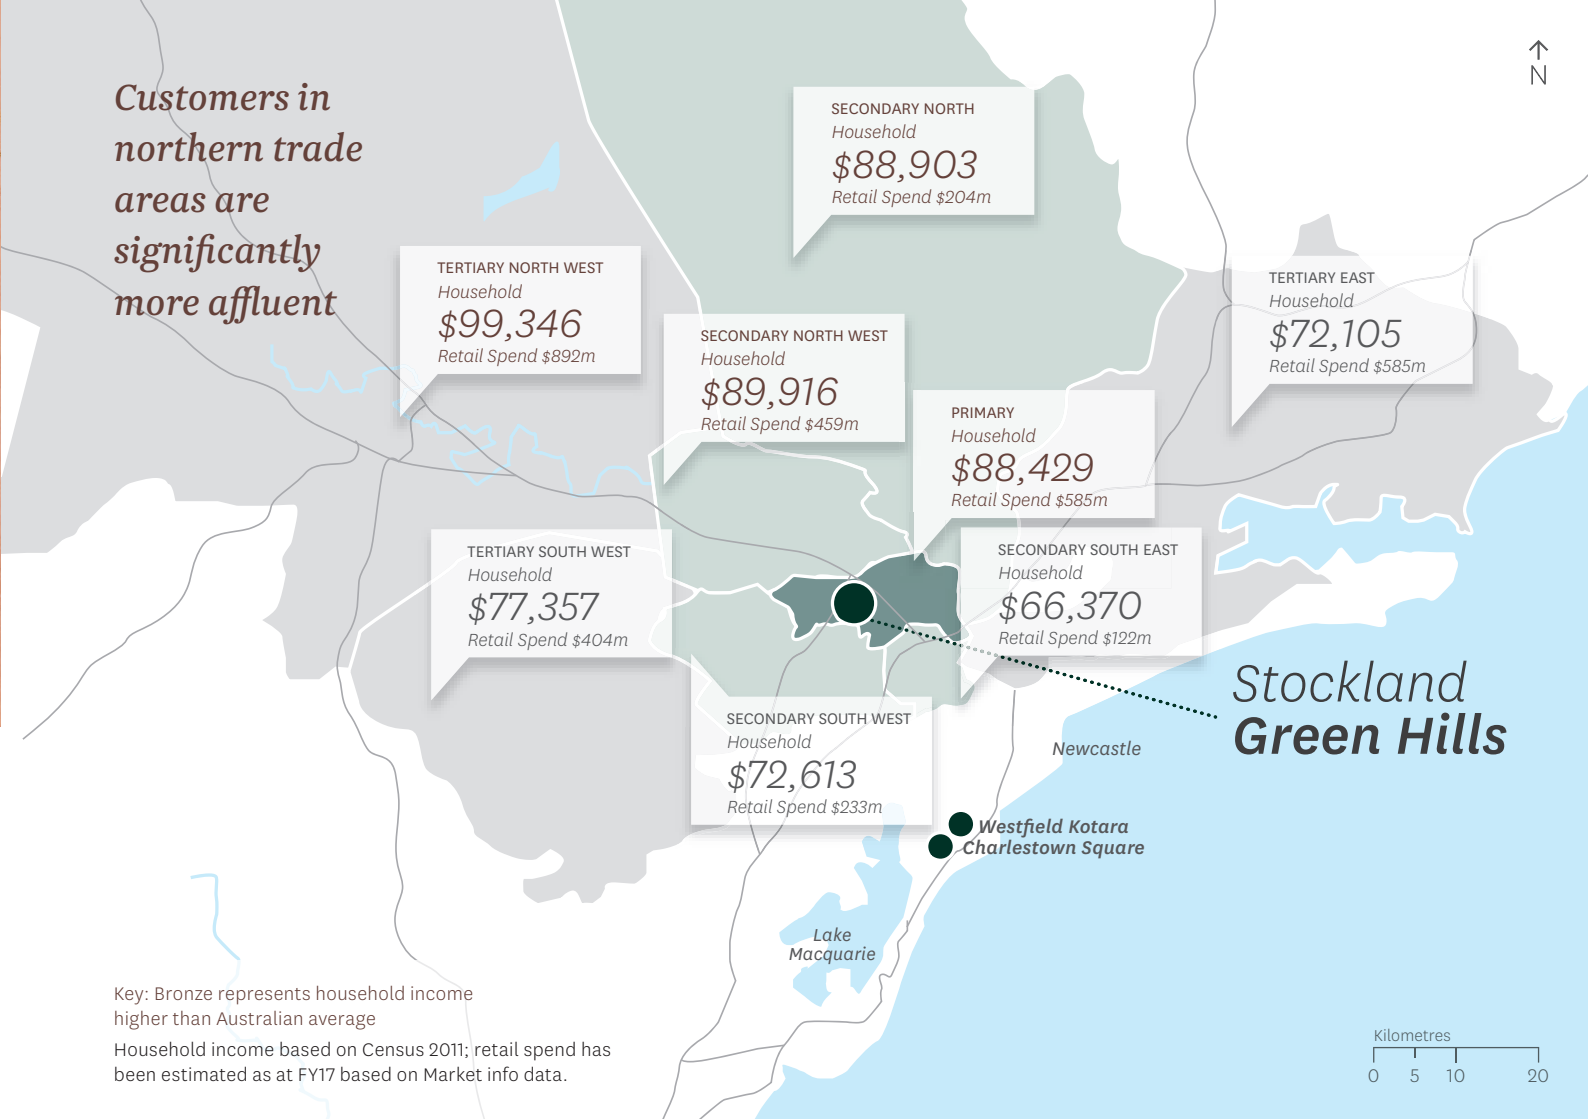 Customers in
northern trade
areas are
significantly
more affluent
N
SECONDARY NORTH
Household
$88,903
Retail Spend $204m
TERTIARY NORTH WEST
Household
$99,346
Retail Spend $892m
SECONDARY NORTH WEST
Household
$89,916
Retail Spend $459m
TERTIARY EAST
Household
$72,105
Retail Spend $585m
PRIMARY
Household
$88,429
Retail Spend $585m
TERTIARY SOUTH WEST
Household
$77,357
Retail Spend $404m
SECONDARY SOUTH EAST
Household
$66,370
Retail Spend $122m
SECONDARY SOUTH WEST
Household
$72,613
Retail Spend $233m
Stockland
Green Hills
Newcastle
Westfield Kotara
Charlestown Square
Lake
Macquarie
Key: Bronze represents household income
higher than Australian average
Household income based on Census 2011; retail spend has
been estimated as at FY17 based on Market info data.
Kilometres
0 5 10 20